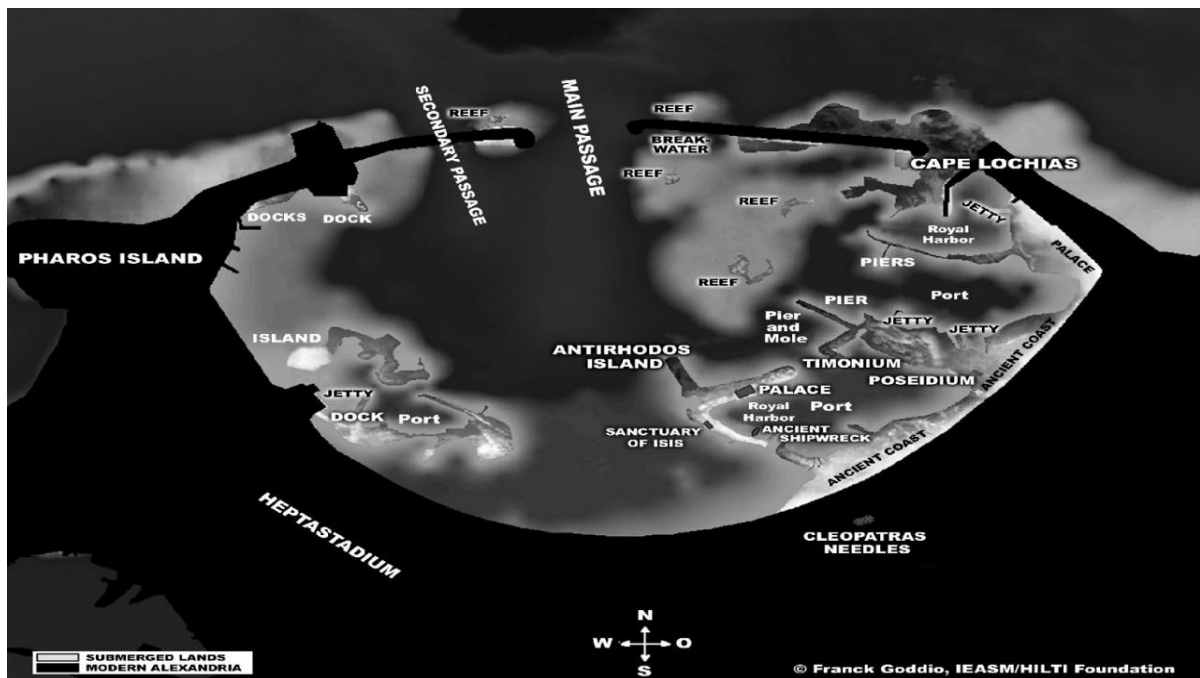 REEF
SECONDARY PASSAGE
MAIN PASSAGE
REEF
BREAK-
WATER
CAPE LOCHIAS
REEF
REEF
DOCKS
DOCK
JETTY
Royal
Harbor
PALACE
PHAROS ISLAND
PIERS
REEF
Port
PIER
Pier
and
Mole
JETTY
JETTY
ISLAND
ANTIRHODOS
ISLAND
TIMONIUM
POSEIDIUM
ANCIENT COAST
JETTY
DOCK
Port
PALACE
Royal
Harbor
Port
SANCTUARY
OF ISIS
ANCIENT
SHIPWRECK
ANCIENT COAST
HEPTASTADIUM
CLEOPATRAS
NEEDLES
N
W
O
S
SUBMERGED LANDS
MODERN ALEXANDRIA
© Franck Goddio, IEASM/HILTI Foundation